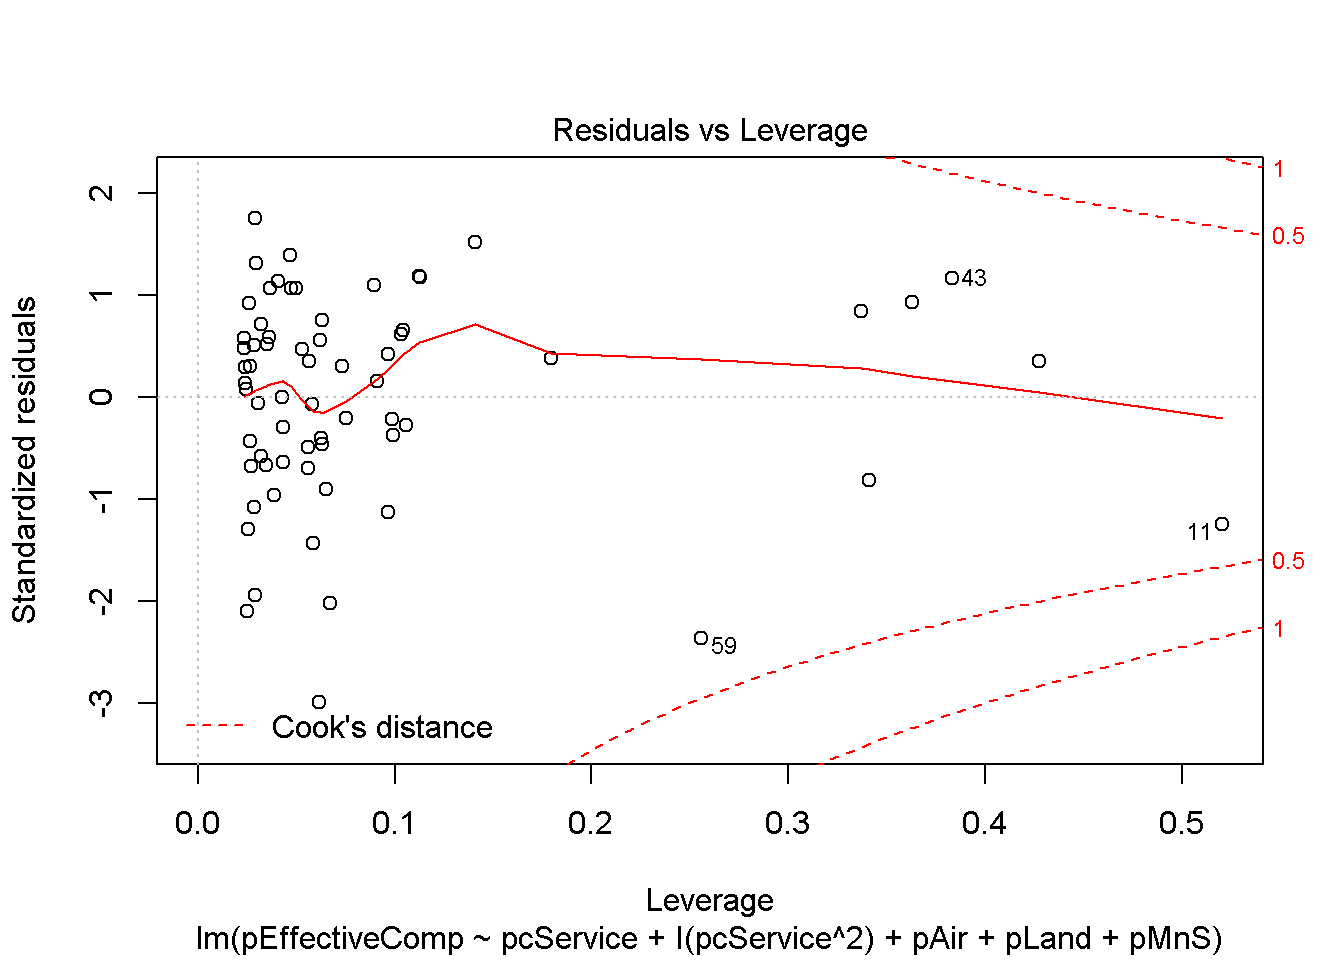 Residuals vs Leverage
Standardized residuals
2
1
0
-1
-2
-3
1
0.5
0.5
1
43
11
59
Cook's distance
0.0 0.1 0.2 0.3 0.4 0.5
Leverage
lm(pEffectiveComp ~ pcService + I(pcService^2) + pAir + pLand + pMnS)